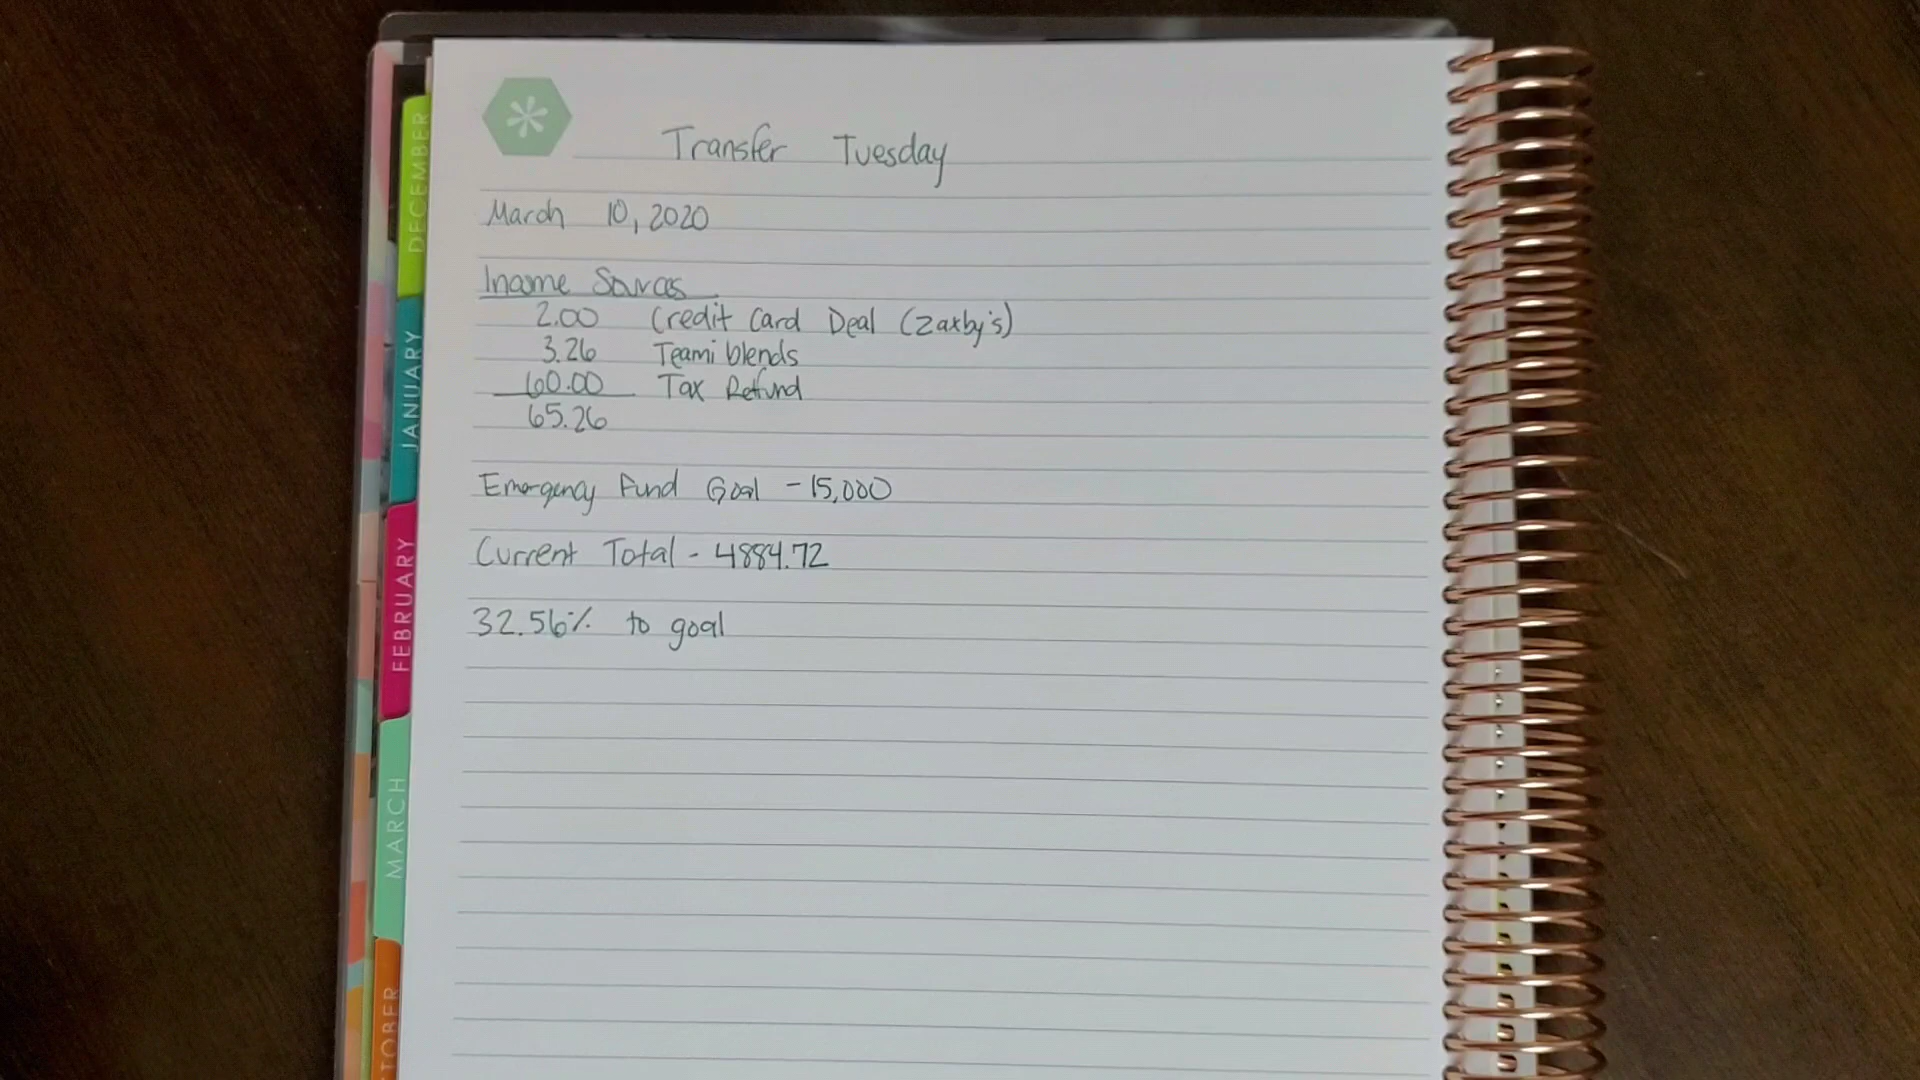 Transfer Tuesday
March 10, 2020
Income Sources
2.00 Credit Card Deal (Zaxby's)
3.26 Teami blends
60.00 Tax Refund
65.26
Emergency Fund Goal - 15,000
Current Total - 4884.72
32.56% to goal
DECEMBER
JANUARY
FEBRUARY
MARCH
TOBER